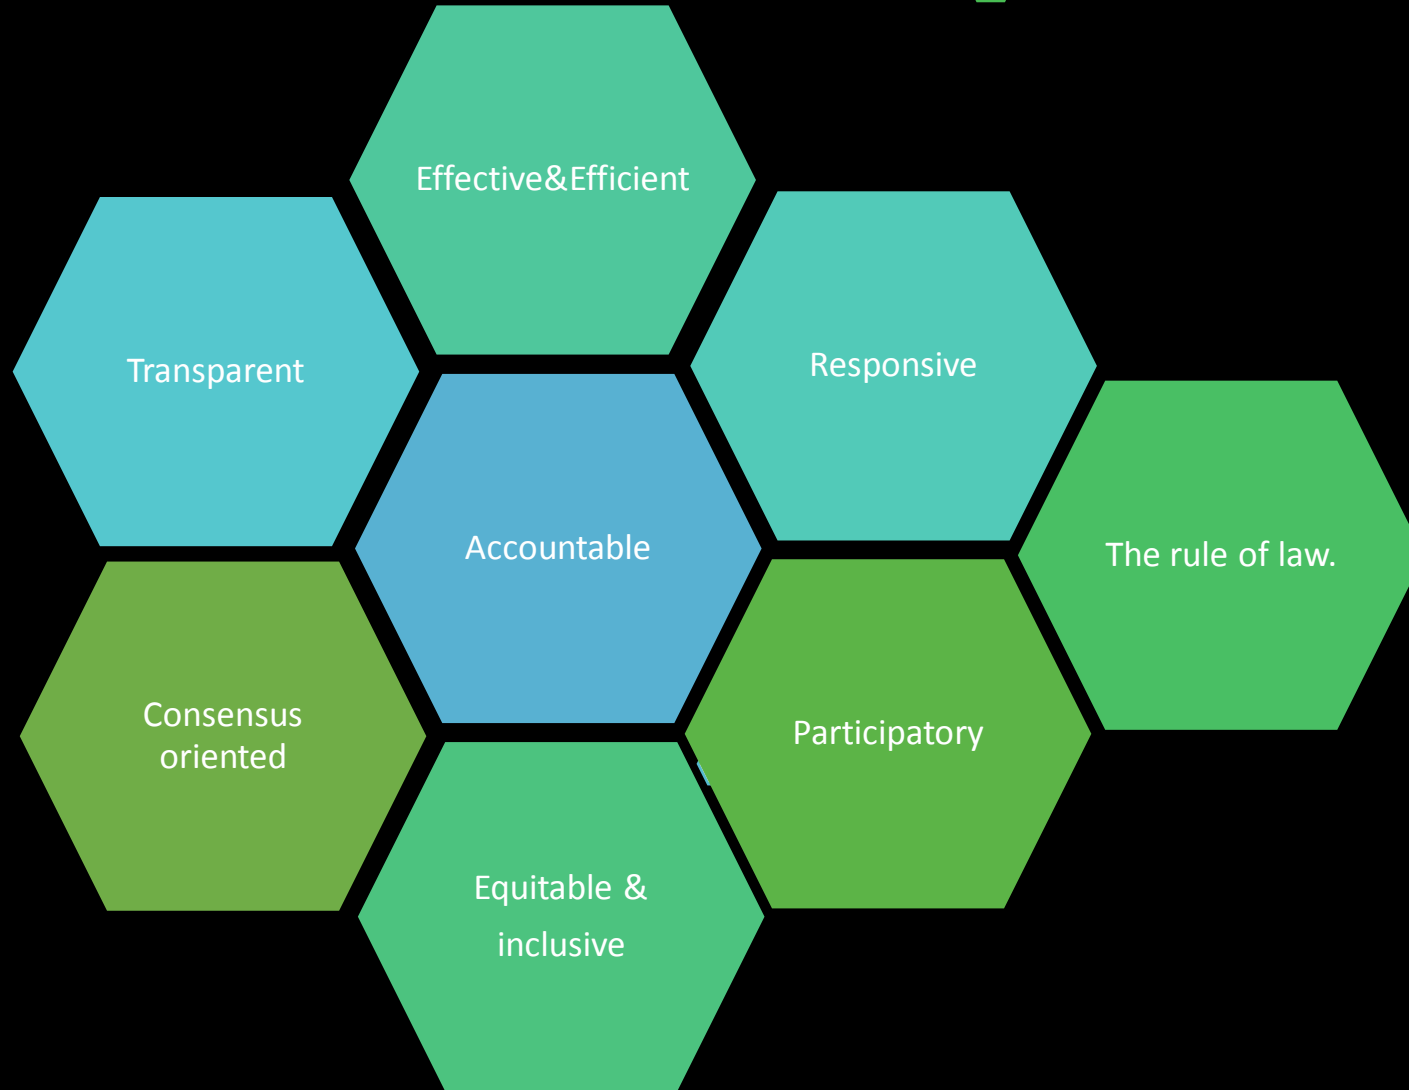 Effective&Efficient
Transparent
Responsive
Accountable
The rule of law.
Consensus
oriented
Participatory
Equitable &
inclusive